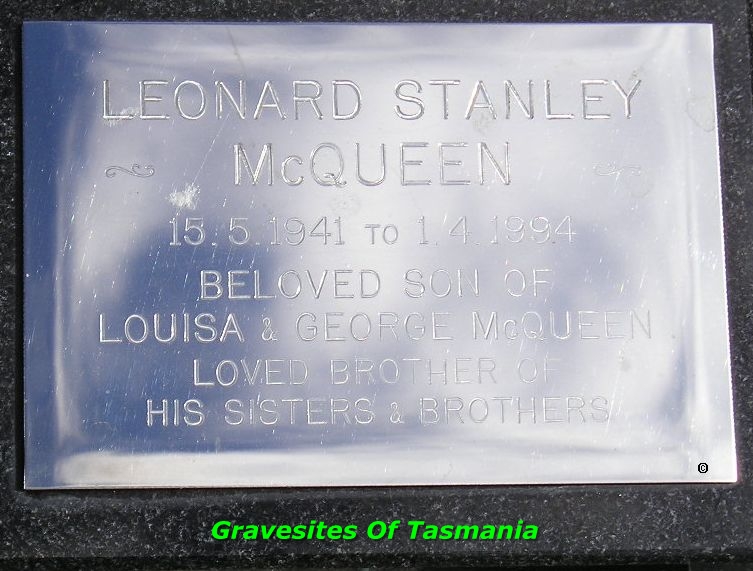 LEONARD STANLEY
McQUEEN
15.5.1941 TO 1.4.1994
BELOVED SON OF
LOUISA & GEORGE McQUEEN
LOVED BROTHER OF
HIS SISTERS & BROTHERS
©
Gravesites Of Tasmania